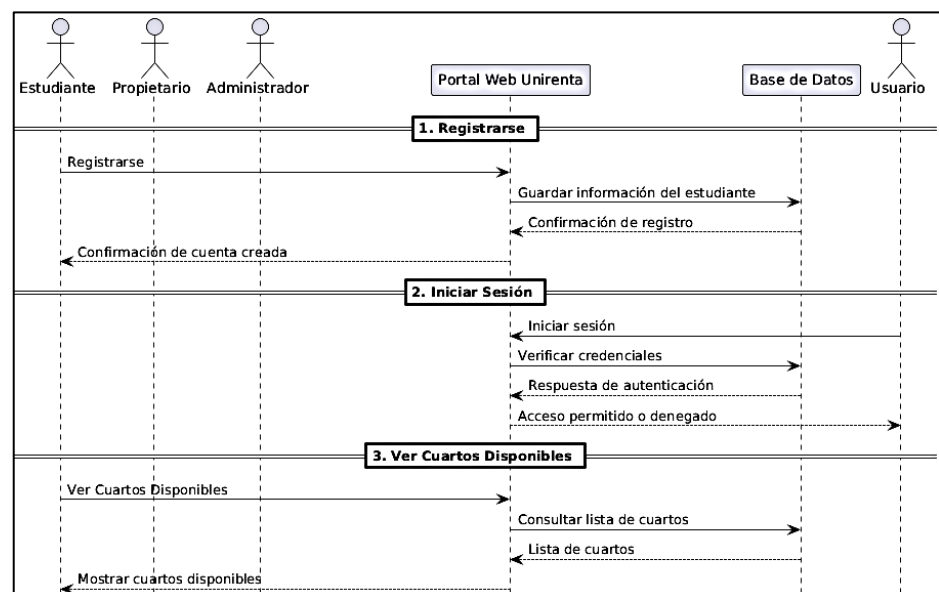 Estudiante
Propietario
Administrador
Portal Web Unirenta
Base de Datos
Usuario
1. Registrarse
Registrarse
Guardar información del estudiante
Confirmación de registro
Confirmación de cuenta creada
2. Iniciar Sesión
Iniciar sesión
Verificar credenciales
Respuesta de autenticación
Acceso permitido o denegado
3. Ver Cuartos Disponibles
Ver Cuartos Disponibles
Consultar lista de cuartos
Lista de cuartos
Mostrar cuartos disponibles